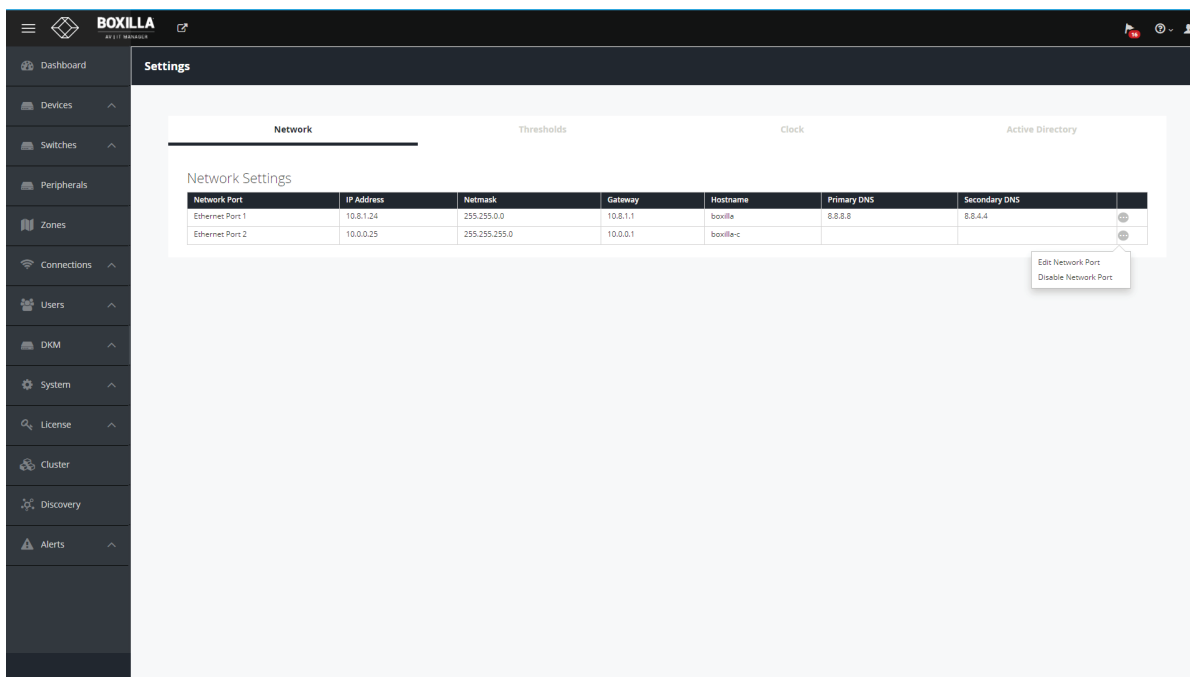 BOXILLA
AV / IT MANAGER
16
Dashboard
Settings
Devices
Switches
Peripherals
Zones
Connections
Users
DKM
System
License
Cluster
Discovery
Alerts
Network Thresholds Clock Active Directory
Network Settings
Network Port IP Address Netmask Gateway Hostname Primary DNS Secondary DNS
Ethernet Port 1 10.8.1.24 255.255.0.0 10.8.1.1 boxilla 8.8.8.8 8.8.4.4
Ethernet Port 2 10.0.0.25 255.255.255.0 10.0.0.1 boxilla-c
Edit Network Port
Disable Network Port